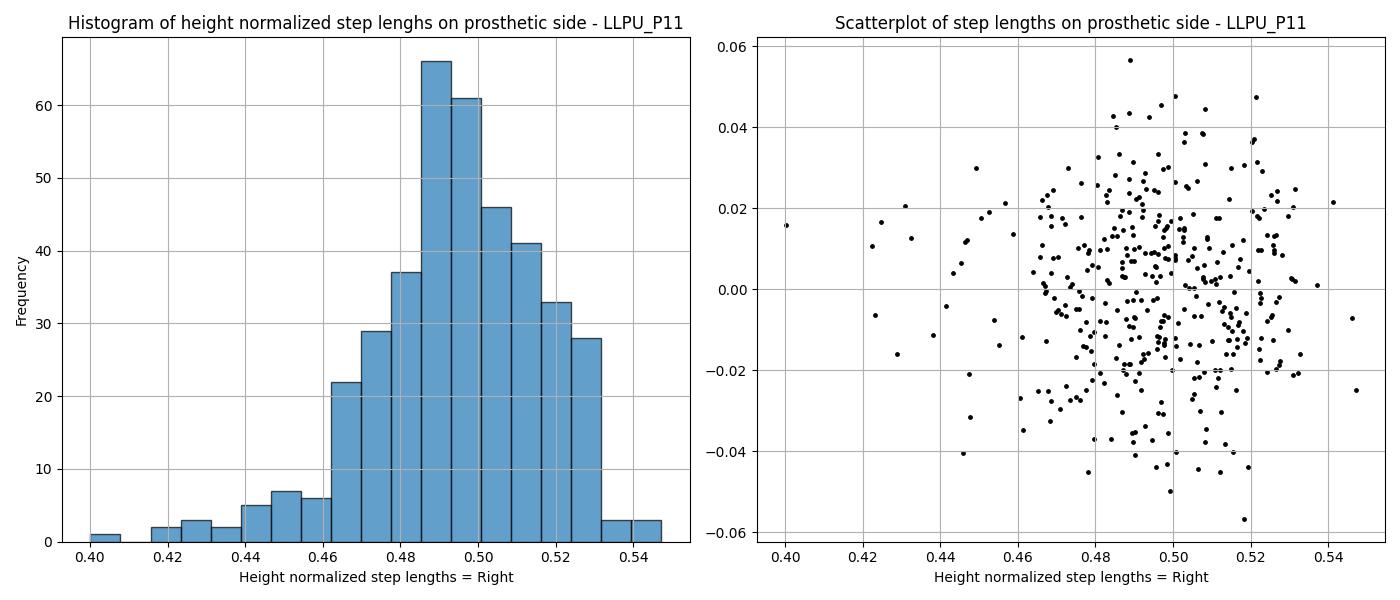 Histogram of height normalized step lenghs on prosthetic side - LLPU_P11
Frequency
60
50
40
30
20
10
0
0.40 0.42 0.44 0.46 0.48 0.50 0.52 0.54
Height normalized step lengths = Right
Scatterplot of step lengths on prosthetic side - LLPU_P11
0.06
0.04
0.02
0.00
−0.02
−0.04
−0.06
0.40 0.42 0.44 0.46 0.48 0.50 0.52 0.54
Height normalized step lengths = Right